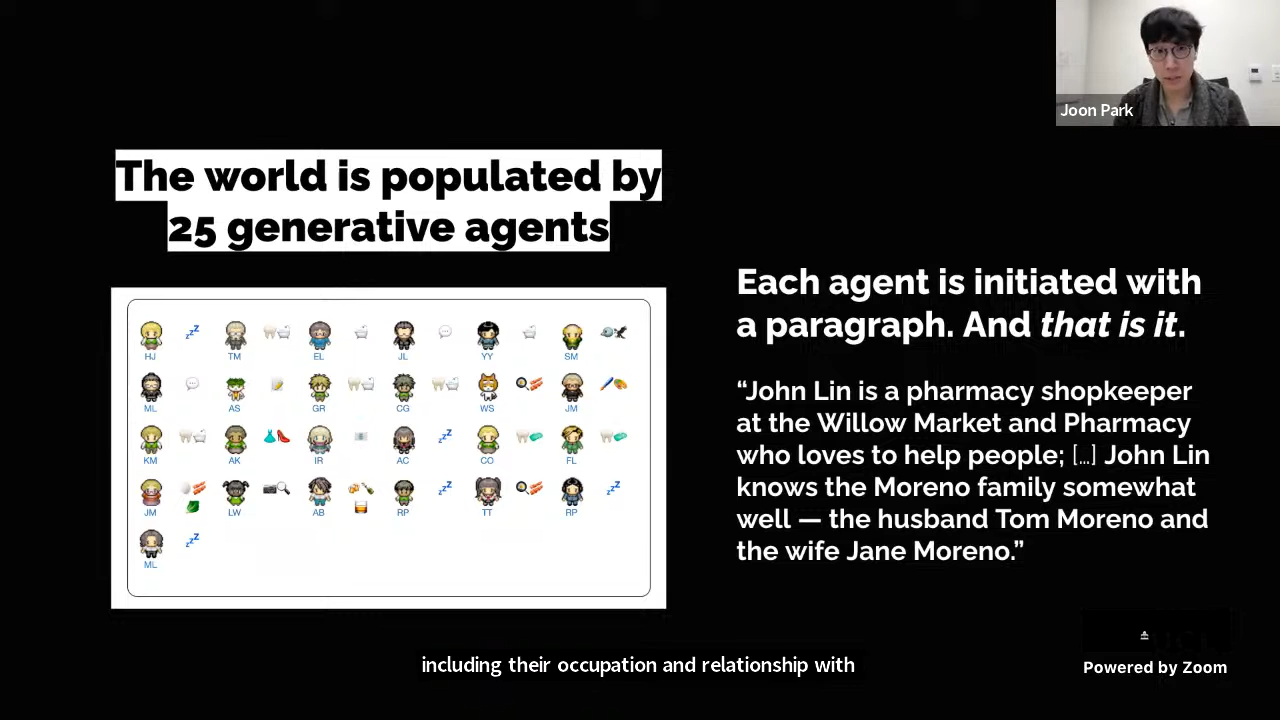 Joon Park
The world is populated by
25 generative agents
HJ TM EL JL YY SM
ML AS GR CG WS JM
KM AK IR AC CO FL
JM LW AB RP TT RP
ML
Each agent is initiated with
a paragraph. And that is it.
“John Lin is a pharmacy shopkeeper
at the Willow Market and Pharmacy
who loves to help people; [...] John Lin
knows the Moreno family somewhat
well — the husband Tom Moreno and
the wife Jane Moreno.”
including their occupation and relationship with
Powered by Zoom